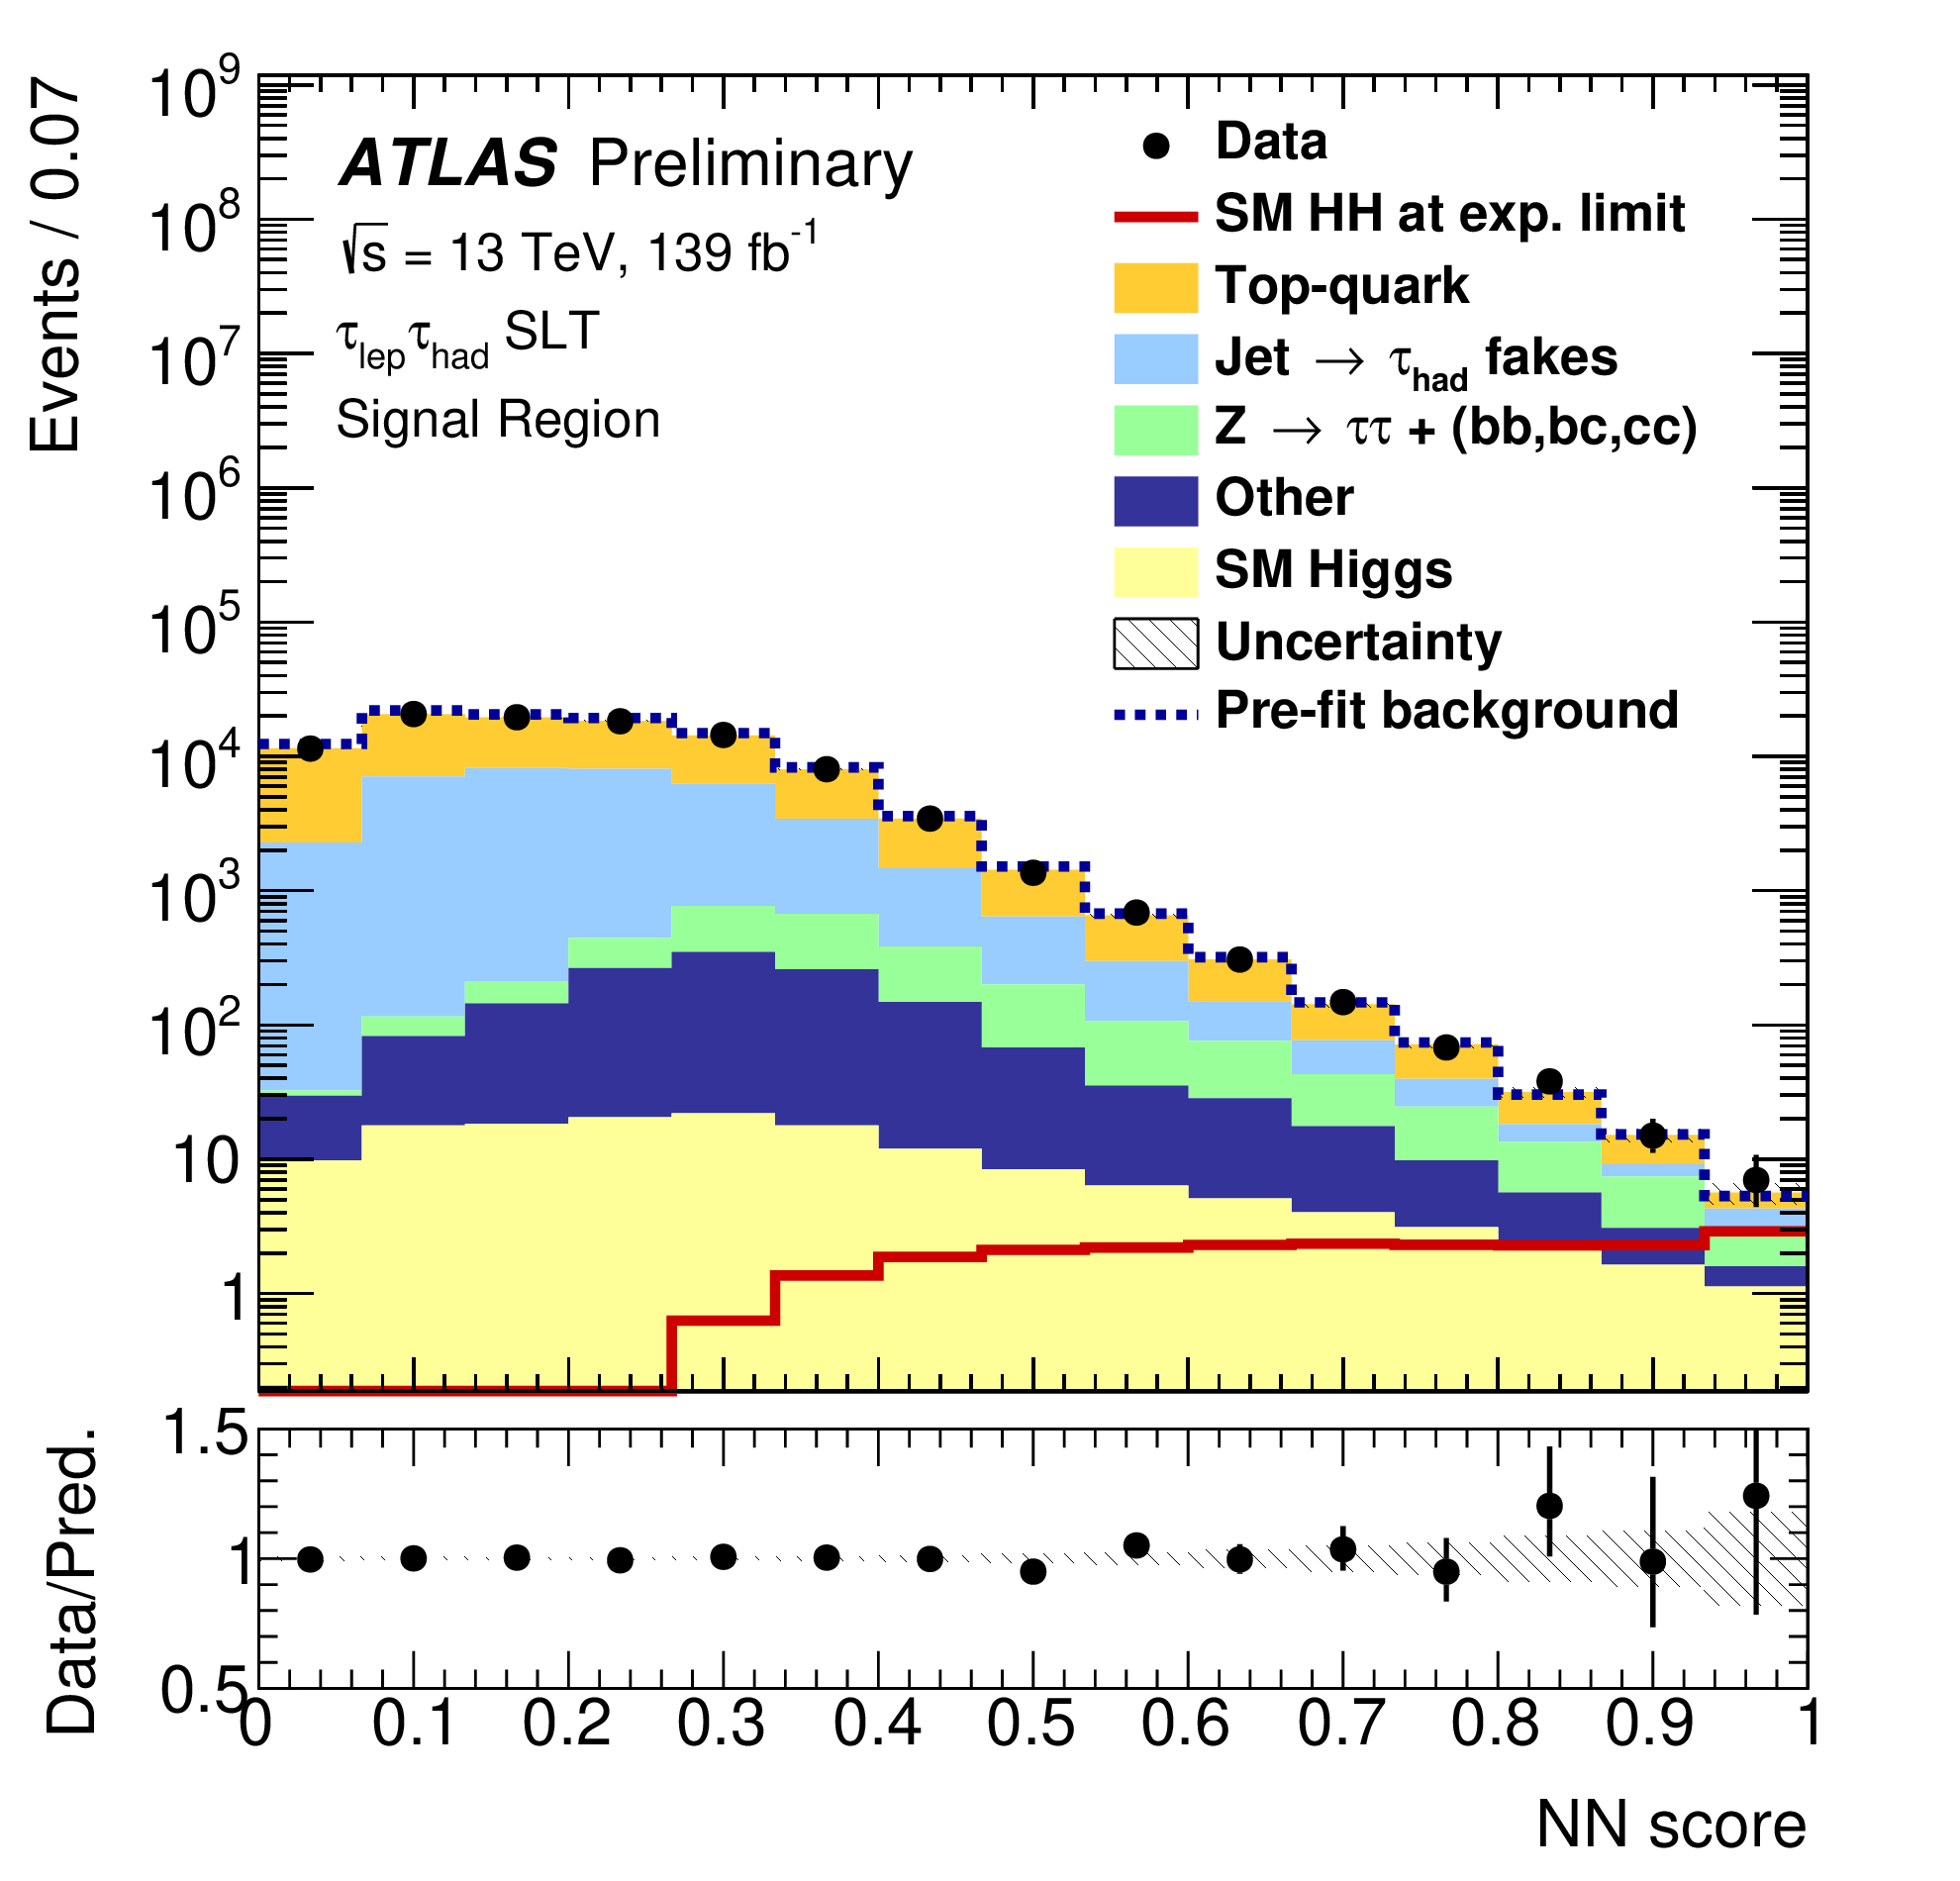 Events / 0.07
10⁹
10⁸
10⁷
10⁶
10⁵
10⁴
10³
10²
10
1
ATLAS Preliminary
√s = 13 TeV, 139 fb⁻¹
τ_lep τ_had SLT
Signal Region
Data
SM HH at exp. limit
Top-quark
Jet → τ_had fakes
Z → ττ + (bb,bc,cc)
Other
SM Higgs
Uncertainty
Pre-fit background
Data/Pred.
1.5
1
0.5
0 0.1 0.2 0.3 0.4 0.5 0.6 0.7 0.8 0.9 1
NN score